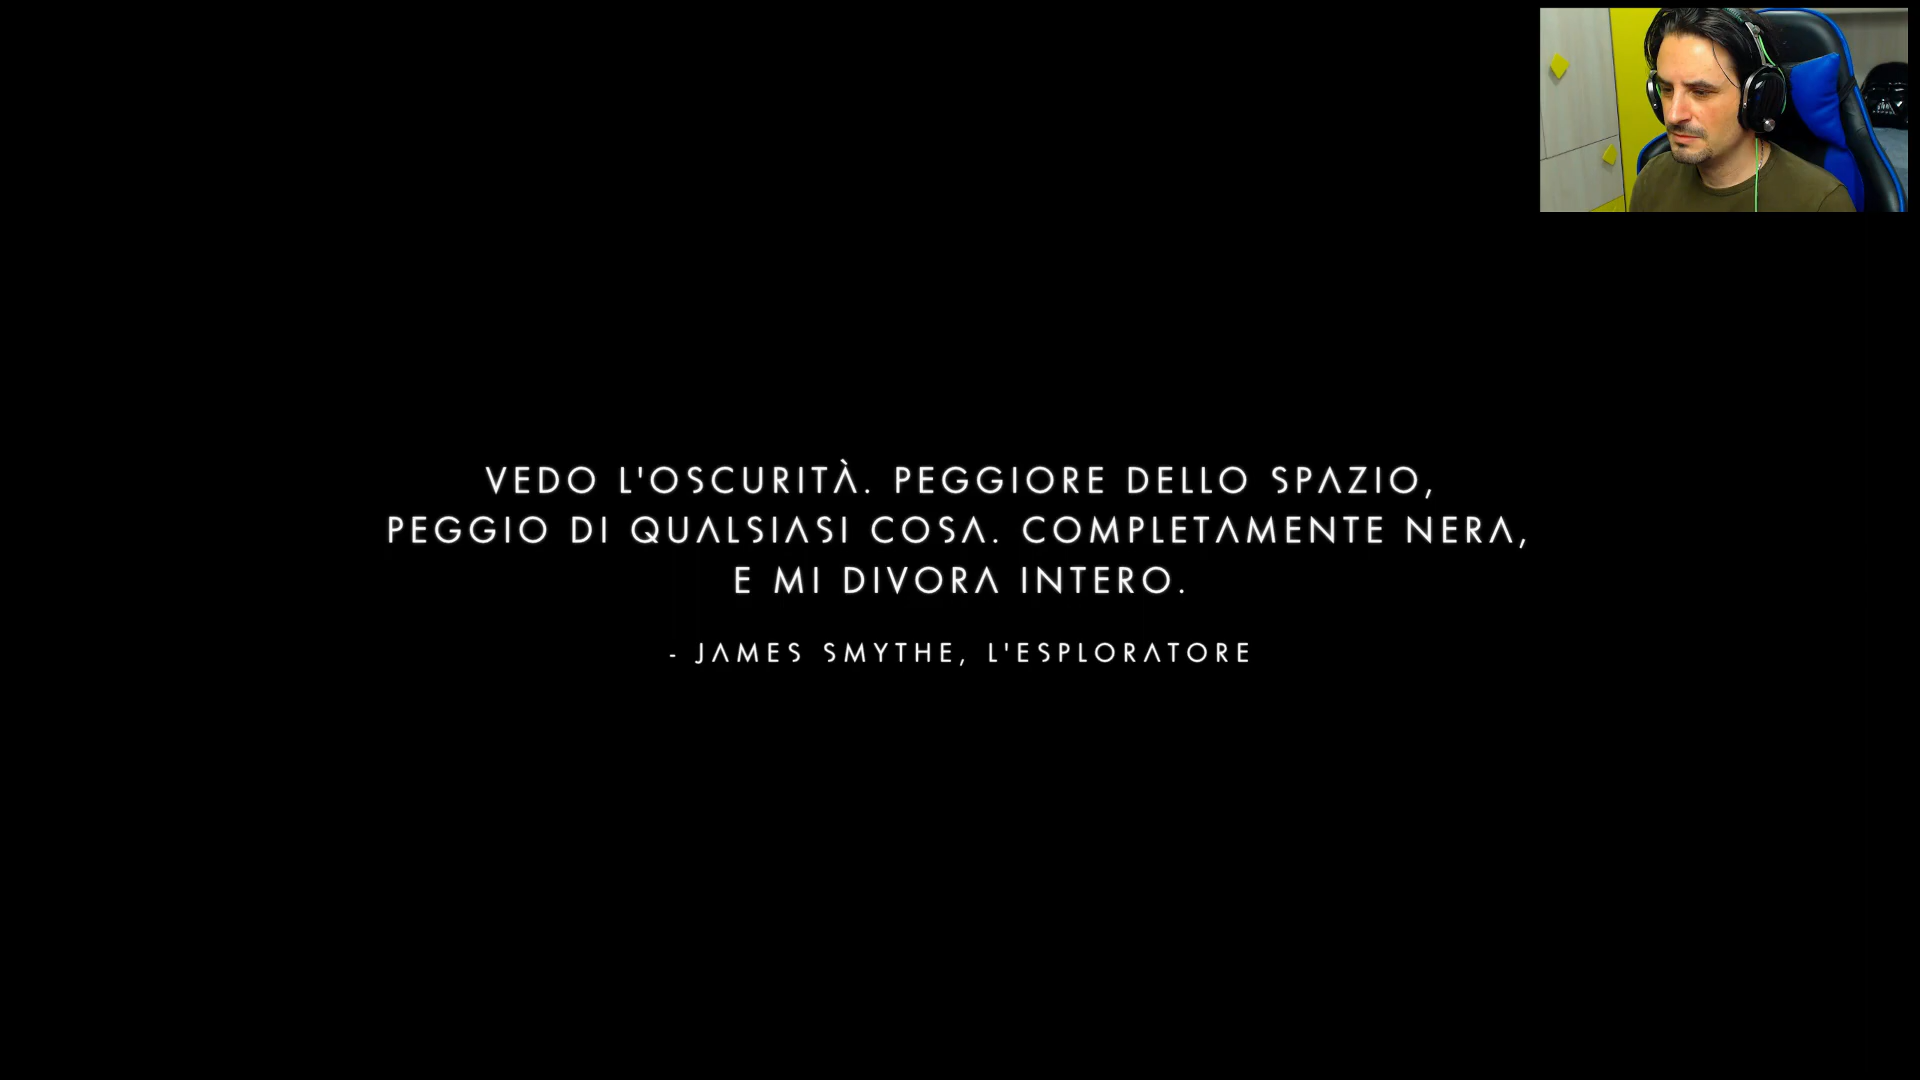 VEDO L'OSCURITÀ. PEGGIORE DELLO SPAZIO,
PEGGIO DI QUALSIASI COSA. COMPLETAMENTE NERA,
E MI DIVORA INTERO.
- JAMES SMYTHE, L'ESPLORATORE